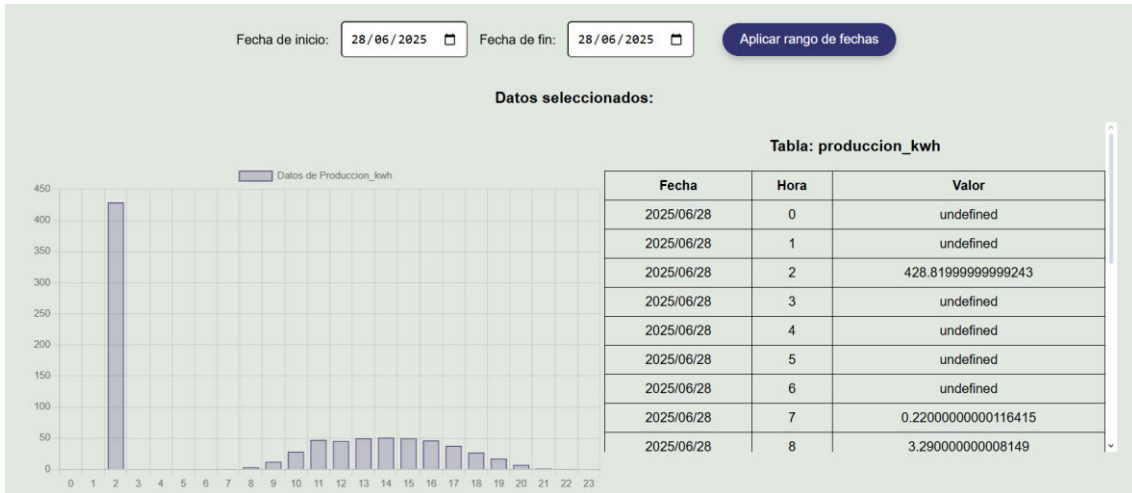 Fecha de inicio: 28/06/2025 Fecha de fin: 28/06/2025 Aplicar rango de fechas
Datos seleccionados:
Datos de Produccion_kwh
450
400
350
300
250
200
150
100
50
0
0 1 2 3 4 5 6 7 8 9 10 11 12 13 14 15 16 17 18 19 20 21 22 23
Tabla: produccion_kwh
Fecha Hora Valor
2025/06/28 0 undefined
2025/06/28 1 undefined
2025/06/28 2 428.81999999999243
2025/06/28 3 undefined
2025/06/28 4 undefined
2025/06/28 5 undefined
2025/06/28 6 undefined
2025/06/28 7 0.22000000000116415
2025/06/28 8 3.290000000008149